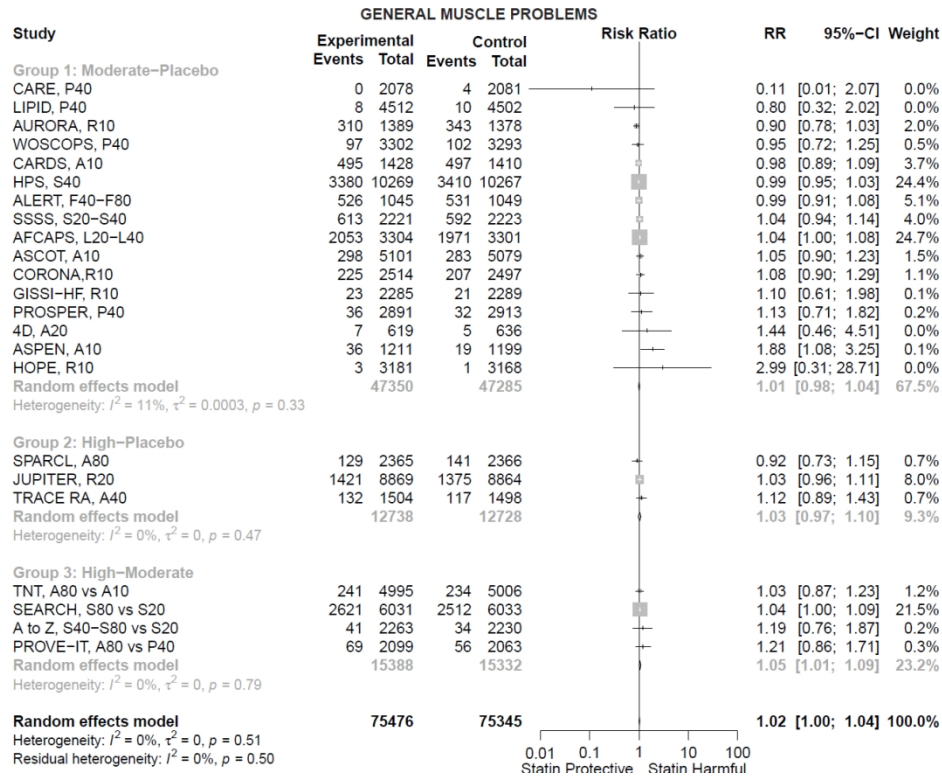 GENERAL MUSCLE PROBLEMS
Study Experimental Control Risk Ratio RR 95%−CI Weight
Events Total Events Total
Group 1: Moderate−Placebo
CARE, P40 0 2078 4 2081 0.11 [0.01; 2.07] 0.0%
LIPID, P40 8 4512 10 4502 0.80 [0.32; 2.02] 0.0%
AURORA, R10 310 1389 343 1378 0.90 [0.78; 1.03] 2.0%
WOSCOPS, P40 97 3302 102 3293 0.95 [0.72; 1.25] 0.5%
CARDS, A10 495 1428 497 1410 0.98 [0.89; 1.09] 3.7%
HPS, S40 3380 10269 3410 10267 0.99 [0.95; 1.03] 24.4%
ALERT, F40−F80 526 1045 531 1049 0.99 [0.91; 1.08] 5.1%
SSSS, S20−S40 613 2221 592 2223 1.04 [0.94; 1.14] 4.0%
AFCAPS, L20−L40 2053 3304 1971 3301 1.04 [1.00; 1.08] 24.7%
ASCOT, A10 298 5101 283 5079 1.05 [0.90; 1.23] 1.5%
CORONA,R10 225 2514 207 2497 1.08 [0.90; 1.29] 1.1%
GISSI−HF, R10 23 2285 21 2289 1.10 [0.61; 1.98] 0.1%
PROSPER, P40 36 2891 32 2913 1.13 [0.71; 1.82] 0.2%
4D, A20 7 619 5 636 1.44 [0.46; 4.51] 0.0%
ASPEN, A10 36 1211 19 1199 1.88 [1.08; 3.25] 0.1%
HOPE, R10 3 3181 1 3168 2.99 [0.31; 28.71] 0.0%
Random effects model 47350 47285 1.01 [0.98; 1.04] 67.5%
Heterogeneity: I² = 11%, τ² = 0.0003, p = 0.33
Group 2: High−Placebo
SPARCL, A80 129 2365 141 2366 0.92 [0.73; 1.15] 0.7%
JUPITER, R20 1421 8869 1375 8864 1.03 [0.96; 1.11] 8.0%
TRACE RA, A40 132 1504 117 1498 1.12 [0.89; 1.43] 0.7%
Random effects model 12738 12728 1.03 [0.97; 1.10] 9.3%
Heterogeneity: I² = 0%, τ² = 0, p = 0.47
Group 3: High−Moderate
TNT, A80 vs A10 241 4995 234 5006 1.03 [0.87; 1.23] 1.2%
SEARCH, S80 vs S20 2621 6031 2512 6033 1.04 [1.00; 1.09] 21.5%
A to Z, S40−S80 vs S20 41 2263 34 2230 1.19 [0.76; 1.87] 0.2%
PROVE−IT, A80 vs P40 69 2099 56 2063 1.21 [0.86; 1.71] 0.3%
Random effects model 15388 15332 1.05 [1.01; 1.09] 23.2%
Heterogeneity: I² = 0%, τ² = 0, p = 0.79
Random effects model 75476 75345 1.02 [1.00; 1.04] 100.0%
Heterogeneity: I² = 0%, τ² = 0, p = 0.51
Residual heterogeneity: I² = 0%, p = 0.50
0.01 0.1 1 10 100
Statin Protective Statin Harmful